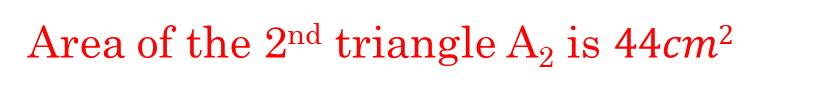 Area of the 2ⁿᵈ triangle A₂ is 44cm²